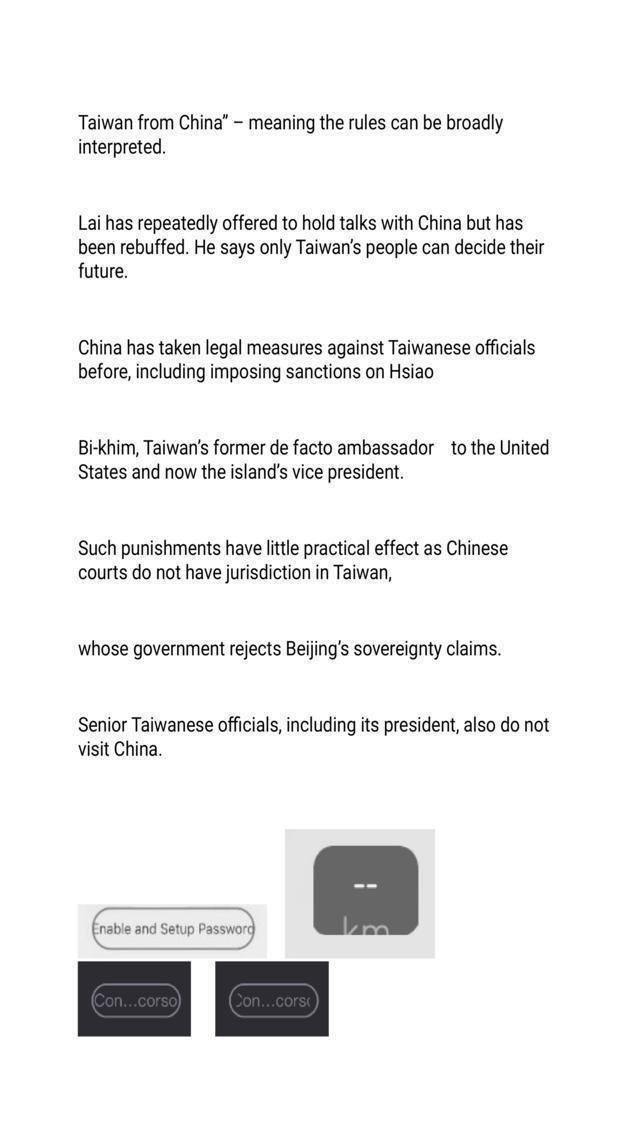 Taiwan from China” – meaning the rules can be broadly
interpreted.
Lai has repeatedly offered to hold talks with China but has
been rebuffed. He says only Taiwan’s people can decide their
future.
China has taken legal measures against Taiwanese officials
before, including imposing sanctions on Hsiao
Bi-khim, Taiwan’s former de facto ambassador to the United
States and now the island’s vice president.
Such punishments have little practical effect as Chinese
courts do not have jurisdiction in Taiwan,
whose government rejects Beijing’s sovereignty claims.
Senior Taiwanese officials, including its president, also do not
visit China.
--
km
Enable and Setup Password
Con...corso
Con...corso